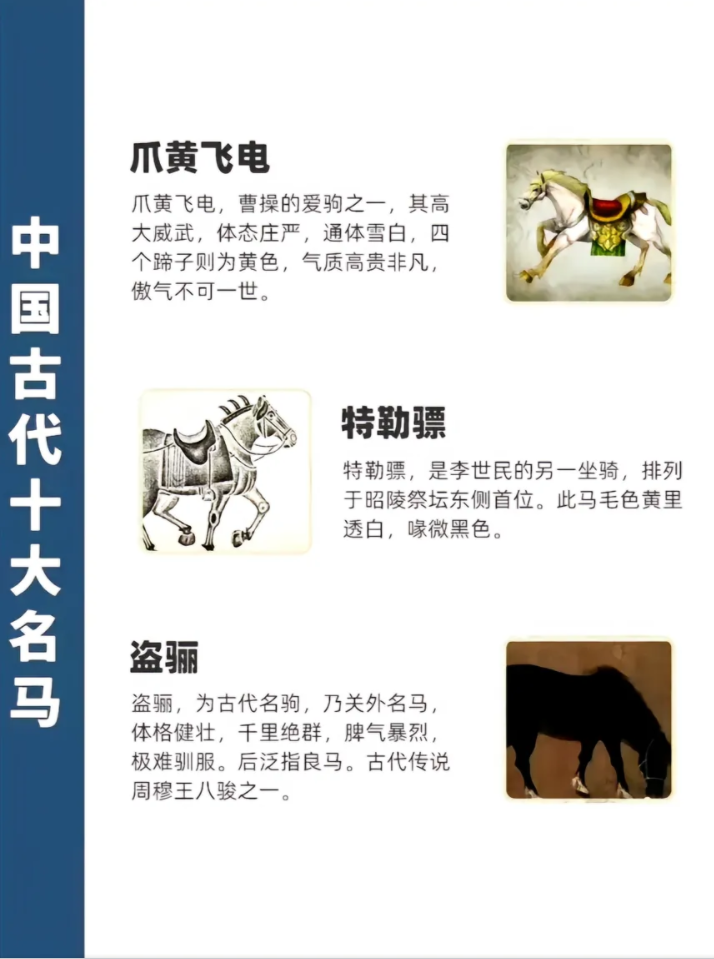 中国古代十大名马
爪黄飞电
爪黄飞电，曹操的爱驹之一，其高
大威武，体态庄严，通体雪白，四
个蹄子则为黄色，气质高贵非凡，
傲气不可一世。
特勒骠
特勒骠，是李世民的另一坐骑，排列
于昭陵祭坛东侧首位。此马毛色黄里
透白，喙微黑色。
盗骊
盗骊，为古代名驹，乃关外名马，
体格健壮，千里绝群，脾气暴烈，
极难驯服。后泛指良马。古代传说
周穆王八骏之一。